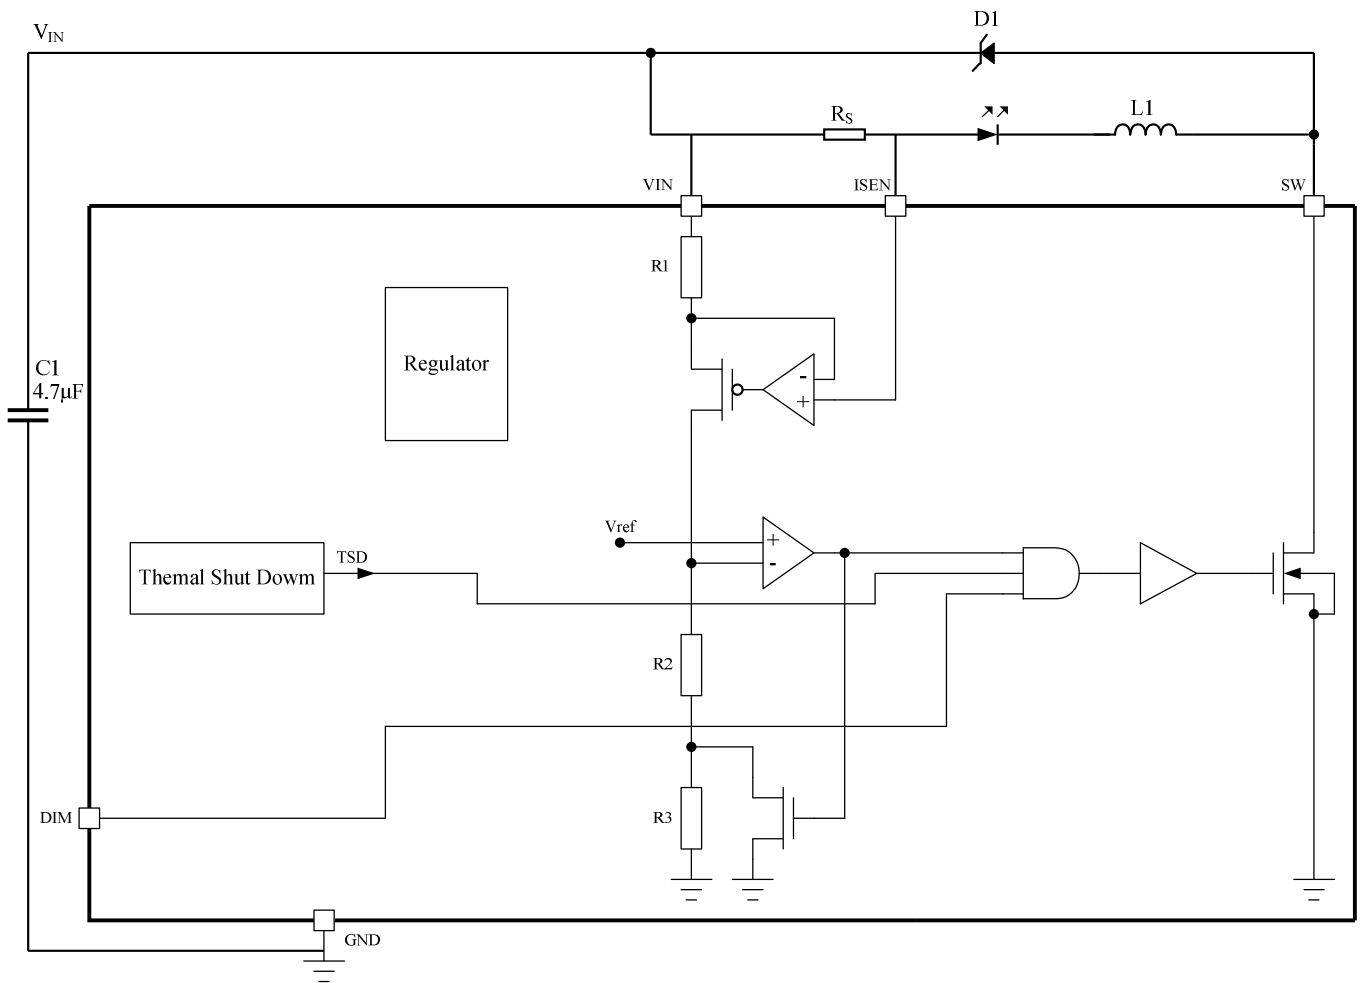 D1
VIN
RS
L1
VIN
ISEN
SW
R1
Regulator
-
+
C1
4.7μF
Vref
+
-
TSD
Themal Shut Dowm
R2
DIM
R3
GND